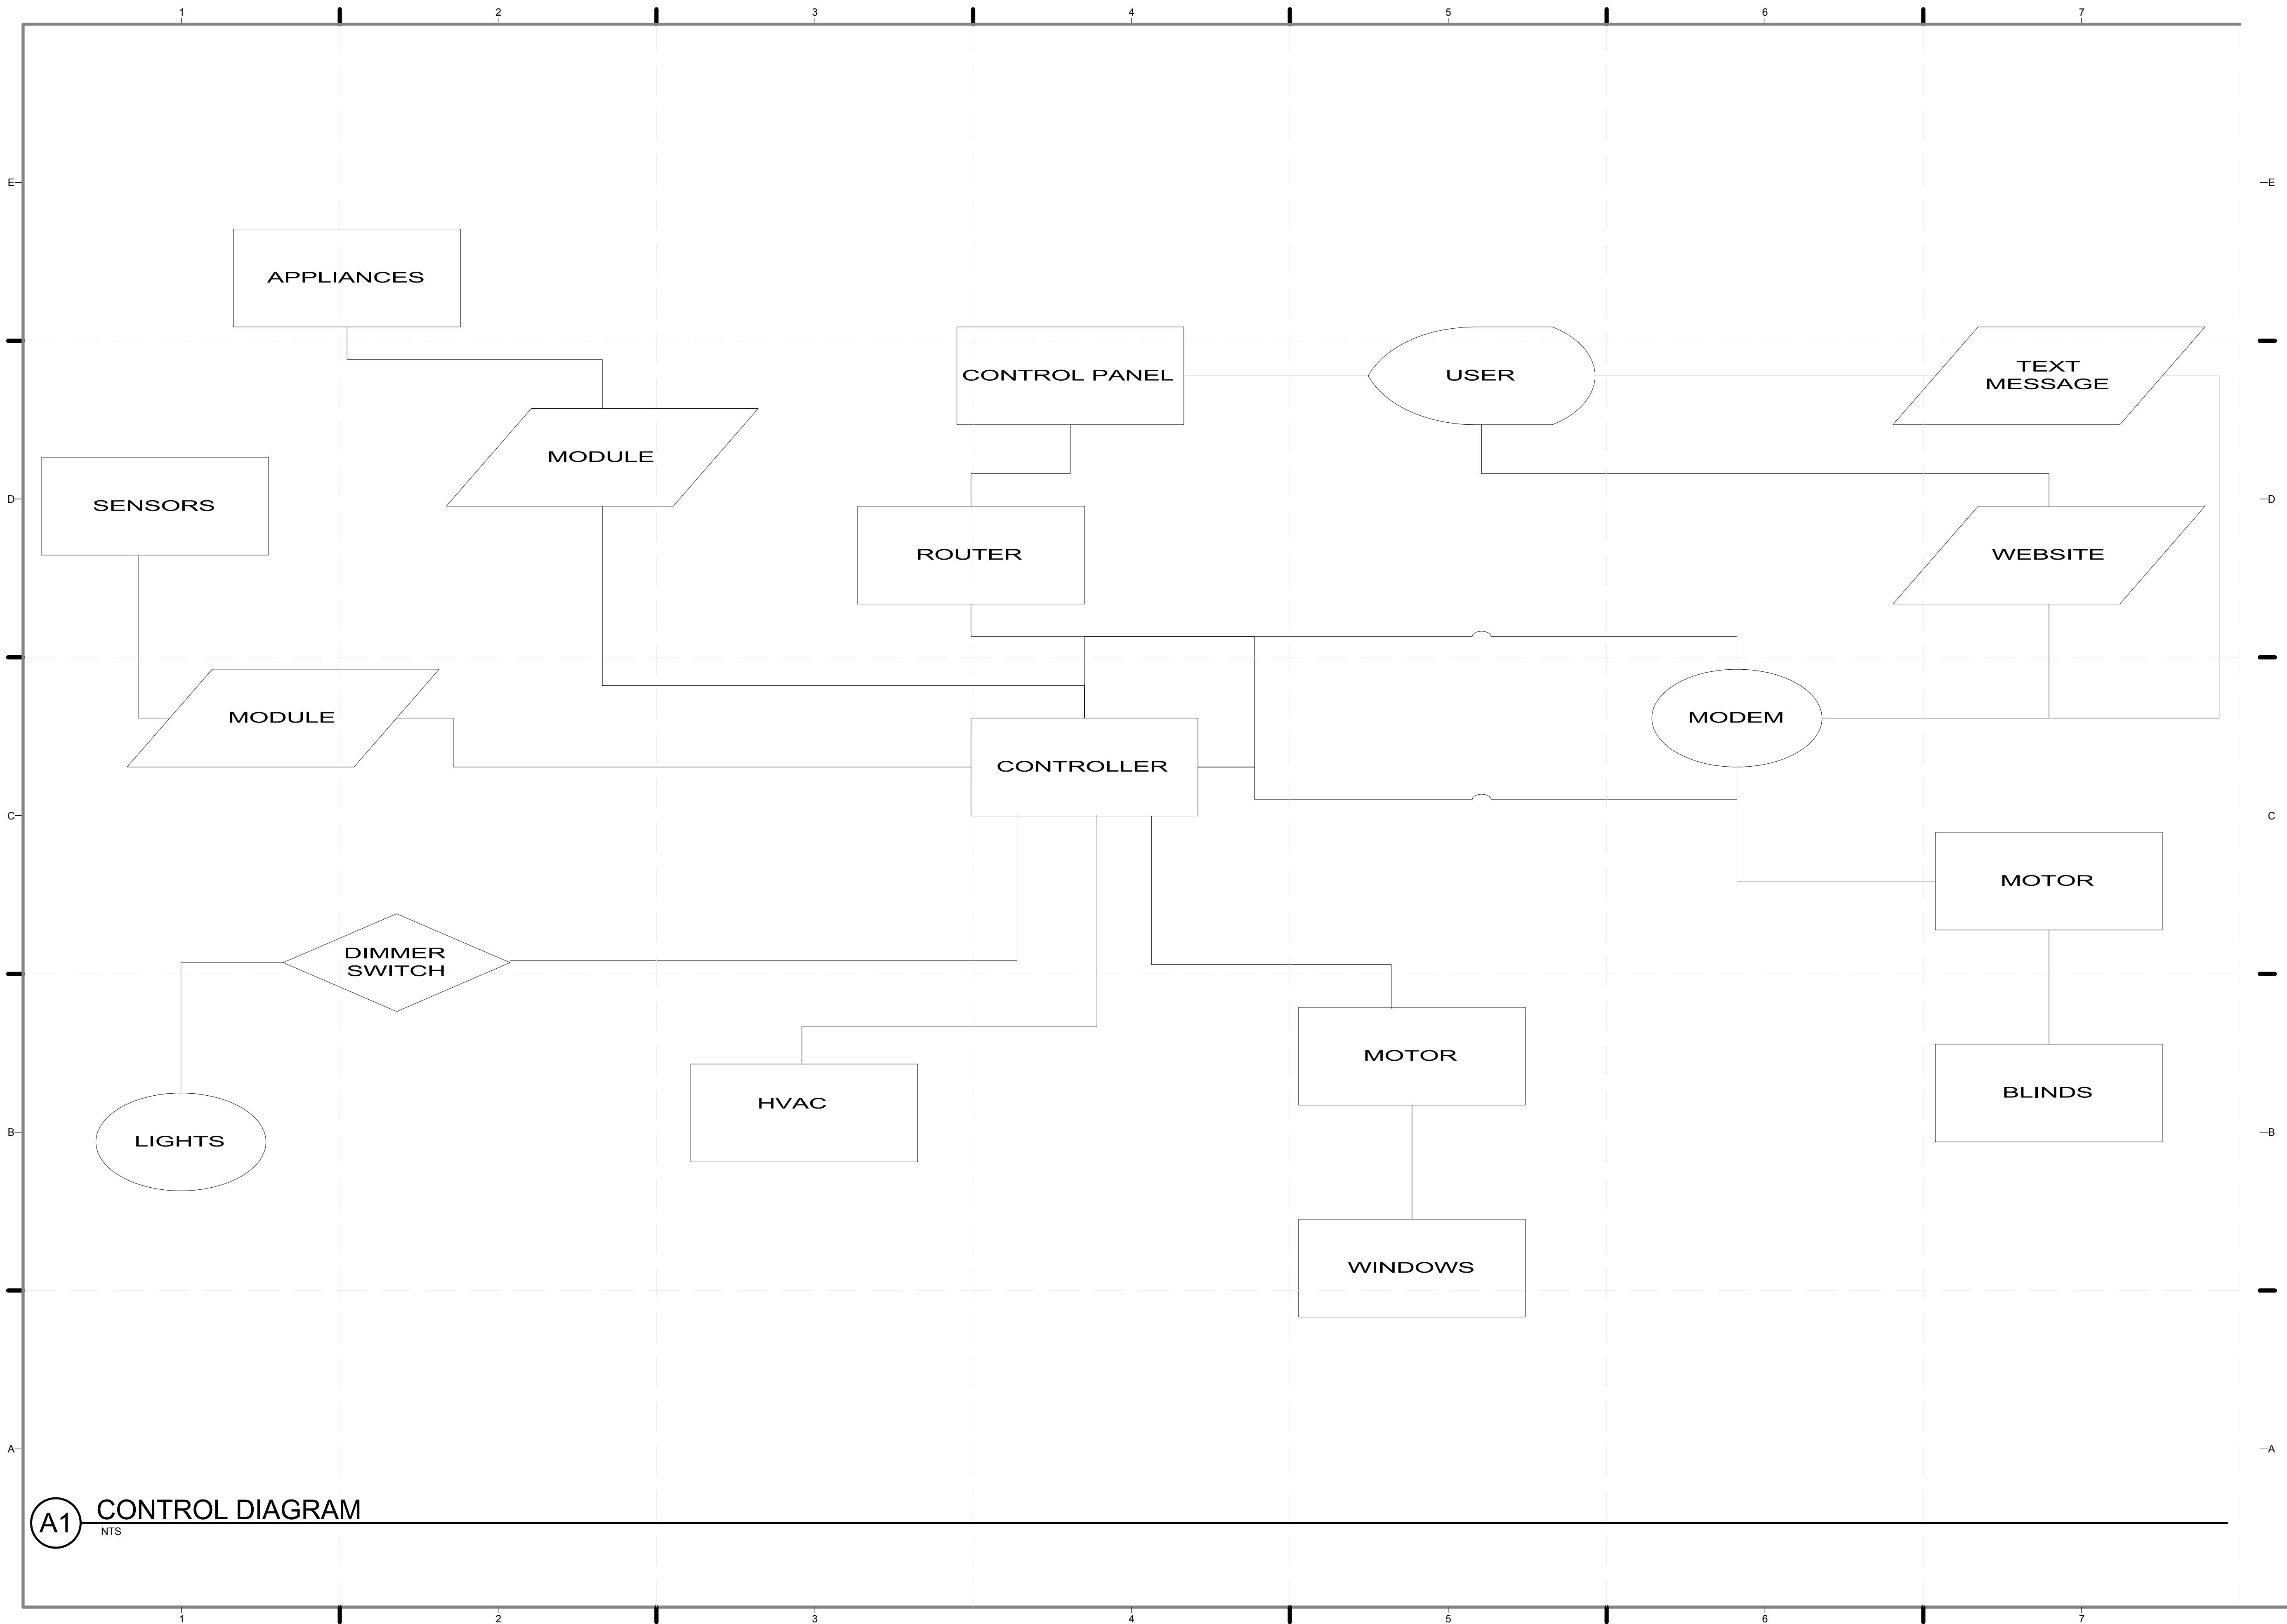 1 2 3 4 5 6 7
E E
APPLIANCES
CONTROL PANEL
USER
TEXT
MESSAGE
MODULE
SENSORS
D D
ROUTER
WEBSITE
MODULE
MODEM
CONTROLLER
C C
MOTOR
DIMMER
SWITCH
MOTOR
BLINDS
HVAC
B B
LIGHTS
WINDOWS
A A
A1
CONTROL DIAGRAM
NTS
1 2 3 4 5 6 7